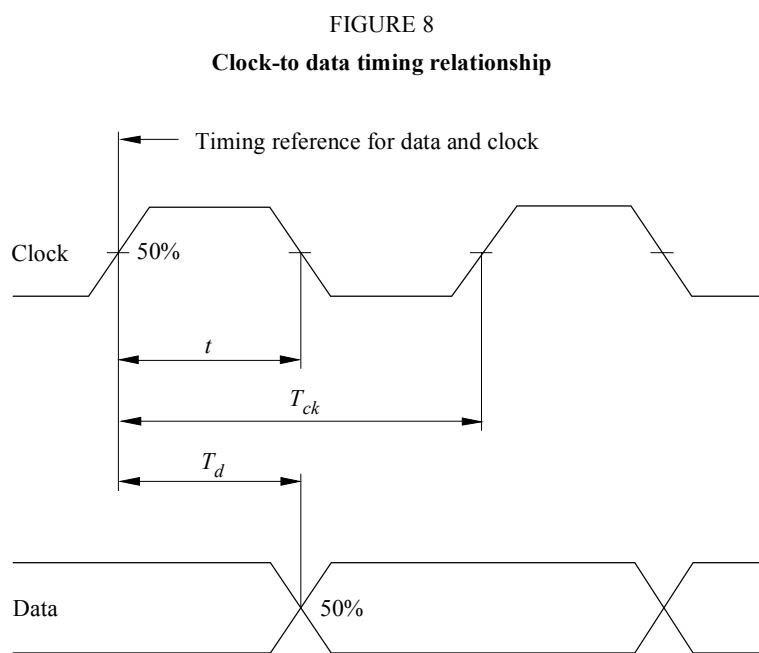 FIGURE 8
Clock-to data timing relationship
Timing reference for data and clock
Clock
50%
t
Tck
Td
Data
50%